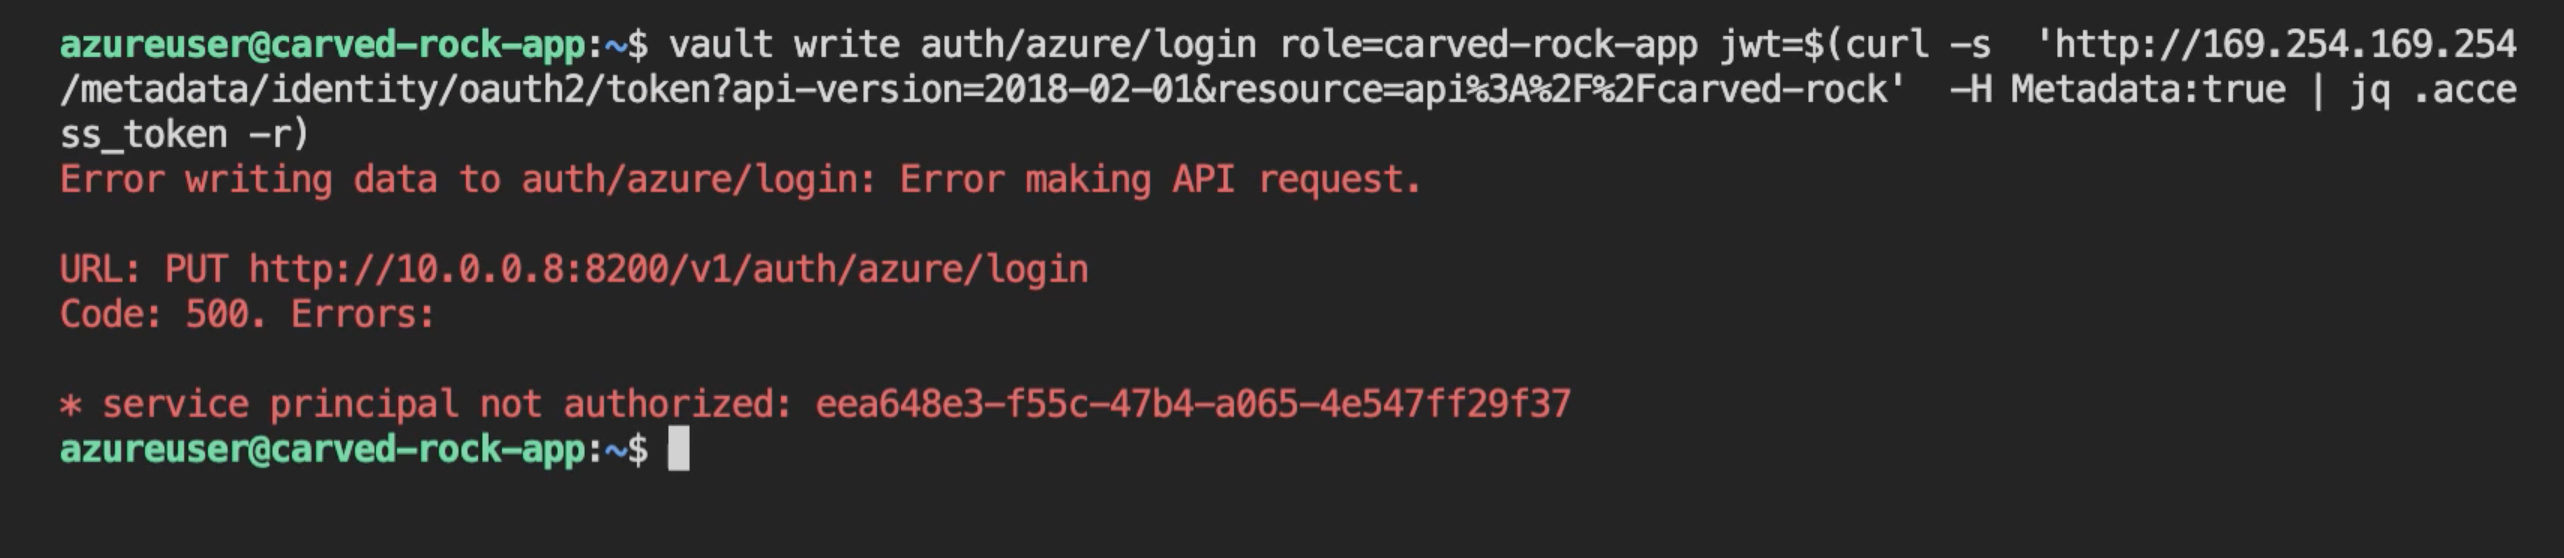 azureuser@carved-rock-app:~$ vault write auth/azure/login role=carved-rock-app jwt=$(curl -s  'http://169.254.169.254
/metadata/identity/oauth2/token?api-version=2018-02-01&resource=api%3A%2F%2Fcarved-rock'  -H Metadata:true | jq .acce
ss_token -r)
Error writing data to auth/azure/login: Error making API request.
URL: PUT http://10.0.0.8:8200/v1/auth/azure/login
Code: 500. Errors:
* service principal not authorized: eea648e3-f55c-47b4-a065-4e547ff29f37
azureuser@carved-rock-app:~$